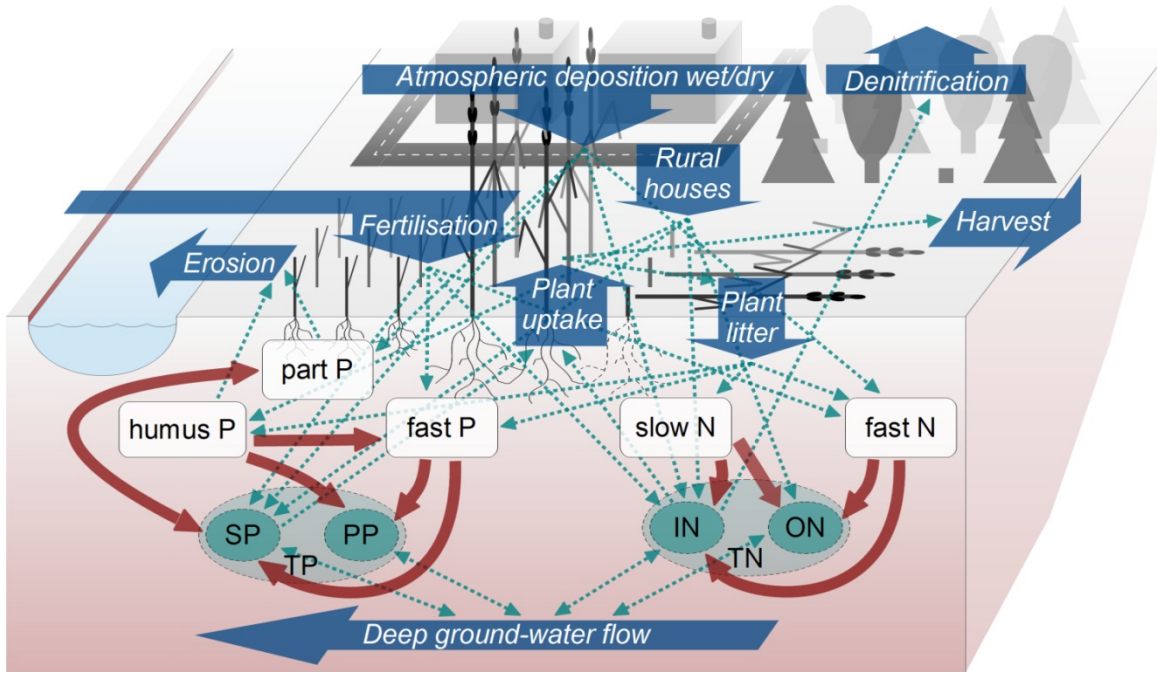 Atmospheric deposition wet/dry
Denitrification
Rural
houses
Fertilisation
Harvest
Erosion
Plant
uptake
Plant
litter
part P
humus P
fast P
slow N
fast N
SP
PP
TP
IN
ON
TN
Deep ground-water flow